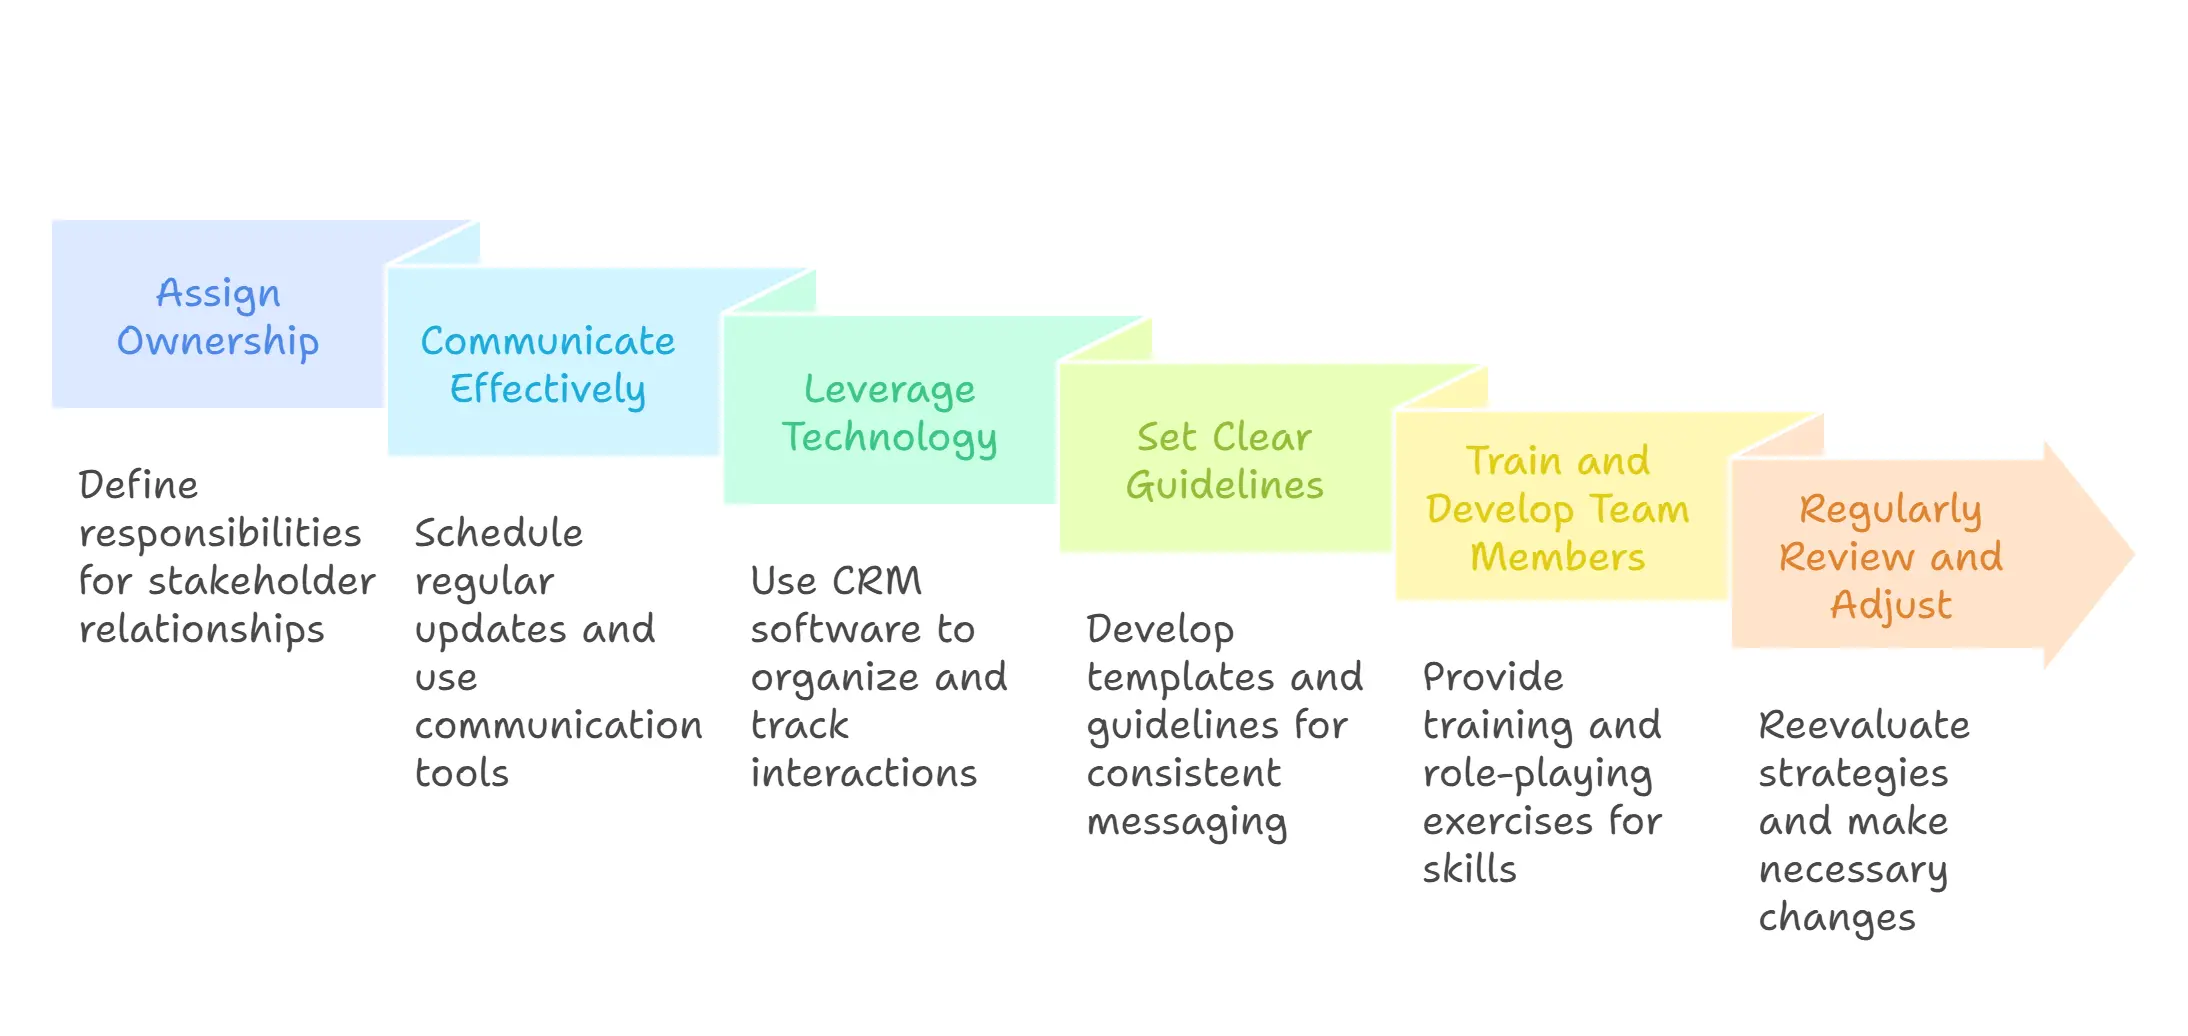 Assign
Ownership
Define
responsibilities
for stakeholder
relationships
Communicate
Effectively
Schedule
regular
updates and
use
communication
tools
Leverage
Technology
Use CRM
software to
organize and
track
interactions
Set Clear
Guidelines
Develop
templates and
guidelines for
consistent
messaging
Train and
Develop Team
Members
Provide
training and
role-playing
exercises for
skills
Regularly
Review and
Adjust
Reevaluate
strategies
and make
necessary
changes